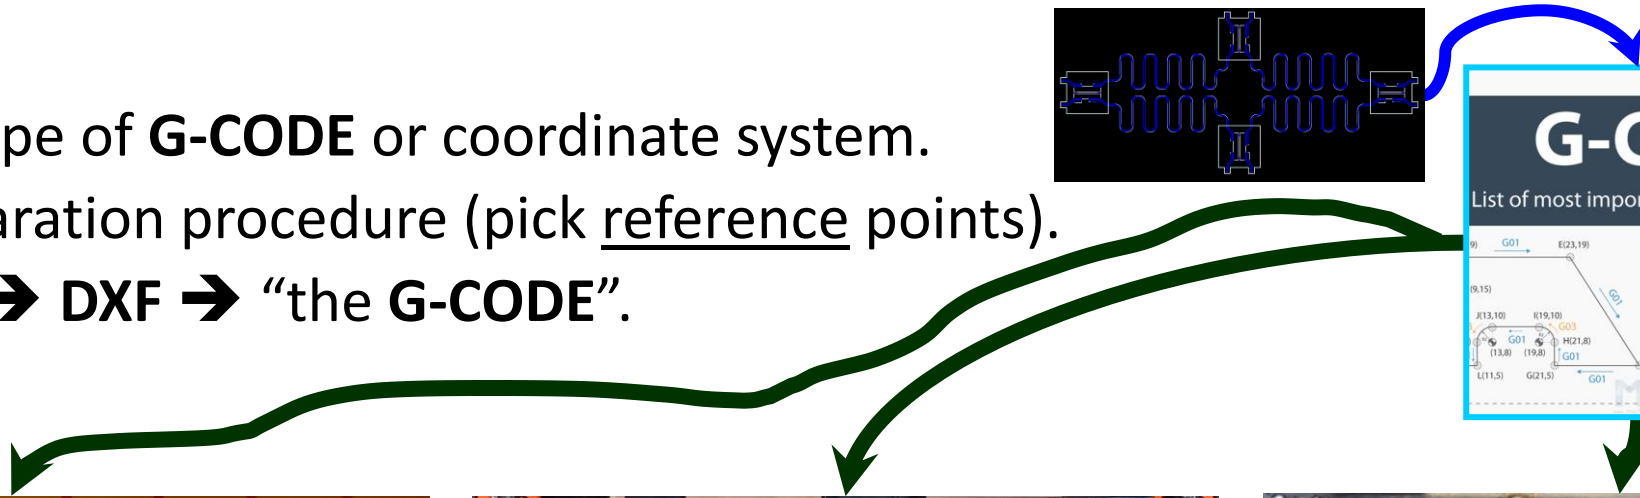 pe of G-CODE or coordinate system.
aration procedure (pick reference points).
➔ DXF ➔ “the G-CODE”.
G-C
List of most impor
9) G01 E(23,19)
(9,15) G01
J(13,10) I(19,10)
G03
G01 H(21,8)
(13,8) (19,8) G01
L(11,5) G(21,5) G01
M